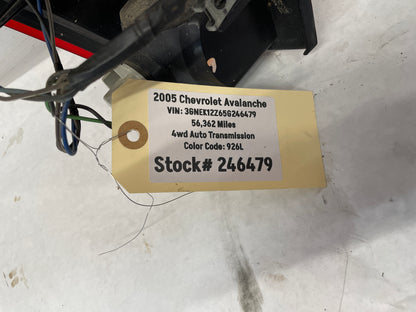 2005 Chevrolet Avalanche
VIN: 3GNEK12Z65G246479
56,362 Miles
4wd Auto Transmission
Color Code: 926L
Stock# 246479